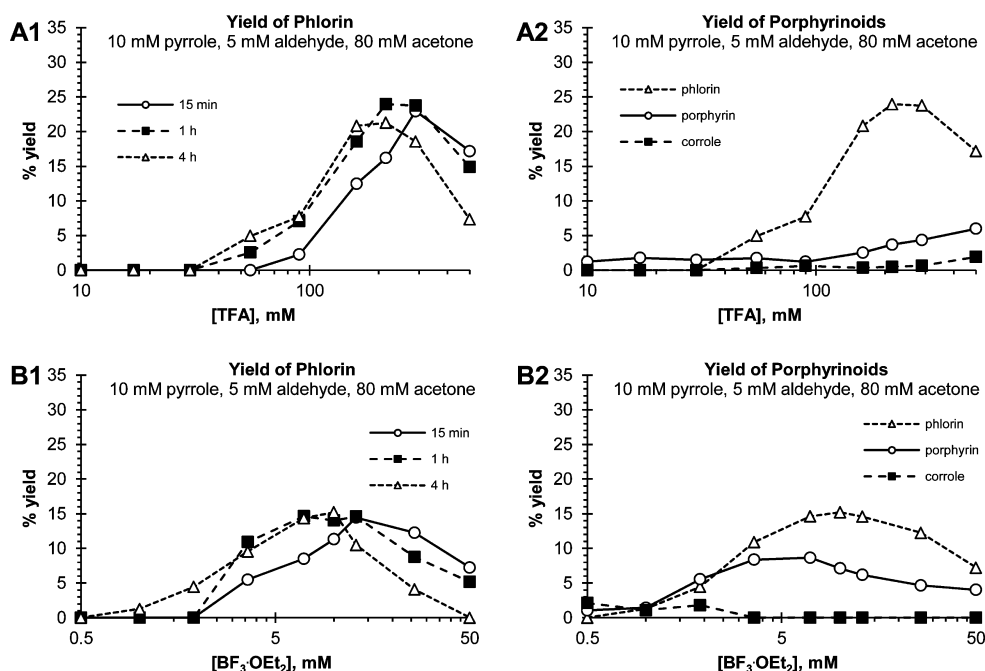 A1
Yield of Phlorin
10 mM pyrrole, 5 mM aldehyde, 80 mM acetone
35
30
25
20
15
10
5
0
% yield
15 min
1 h
4 h
10
100
[TFA], mM
A2
Yield of Porphyrinoids
10 mM pyrrole, 5 mM aldehyde, 80 mM acetone
35
30
25
20
15
10
5
0
% yield
phlorin
porphyrin
corrole
10
100
[TFA], mM
B1
Yield of Phlorin
10 mM pyrrole, 5 mM aldehyde, 80 mM acetone
35
30
25
20
15
10
5
0
% yield
15 min
1 h
4 h
0.5
5
50
[BF₃·OEt₂], mM
B2
Yield of Porphyrinoids
10 mM pyrrole, 5 mM aldehyde, 80 mM acetone
35
30
25
20
15
10
5
0
% yield
phlorin
porphyrin
corrole
0.5
5
50
[BF₃·OEt₂], mM